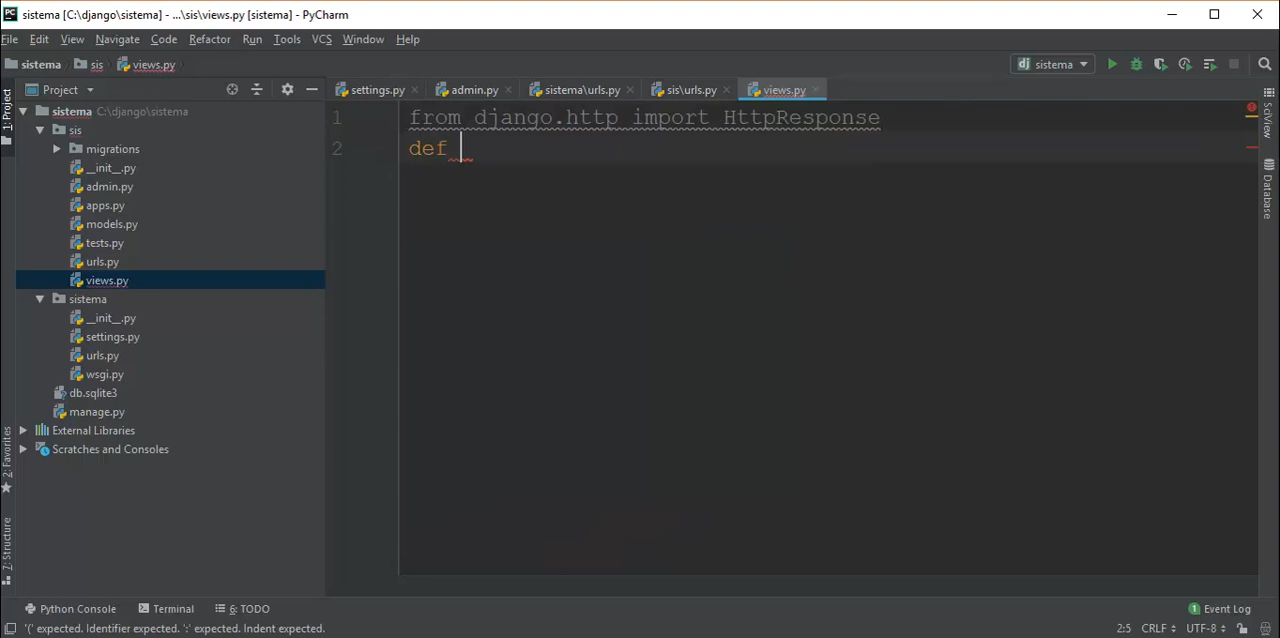 PC sistema [C:\django\sistema] - ...\sis\views.py [sistema] - PyCharm
File Edit View Navigate Code Refactor Run Tools VCS Window Help
sistema sis views.py dj sistema
Project settings.py admin.py sistema\urls.py sis\urls.py views.py
sistema C:\django\sistema
sis
migrations
__init__.py
admin.py
apps.py
models.py
tests.py
urls.py
views.py
sistema
__init__.py
settings.py
urls.py
wsgi.py
db.sqlite3
manage.py
External Libraries
Scratches and Consoles
1 from django.http import HttpResponse
2 def
1: Project
2: Favorites
7: Structure
SciView
Database
Python Console Terminal 6: TODO 1 Event Log
'(' expected. Identifier expected. ':' expected. Indent expected. 2:5 CRLF UTF-8